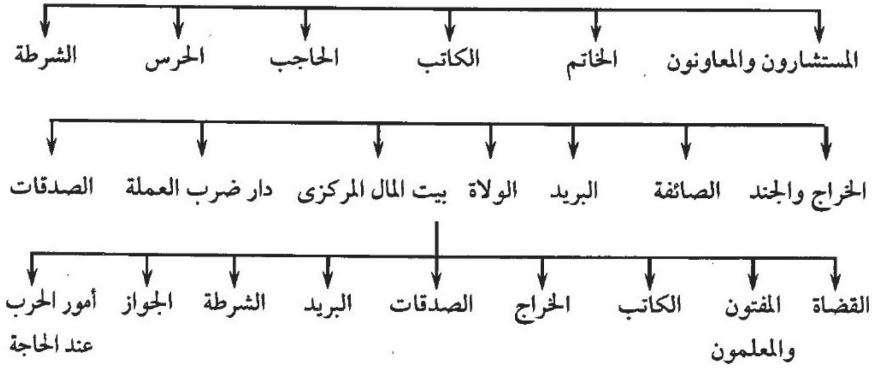 المستشارون والمعاونون الخاتم الكاتب الحاجب الحرس الشرطة
الخراج والجند الصائفة البريد الولاة بيت المال المركزى دار ضرب العملة الصدقات
القضاة المفتون الكاتب الخراج الصدقات البريد الشرطة الجواز أمور الحرب
والمعلمون عند الحاجة